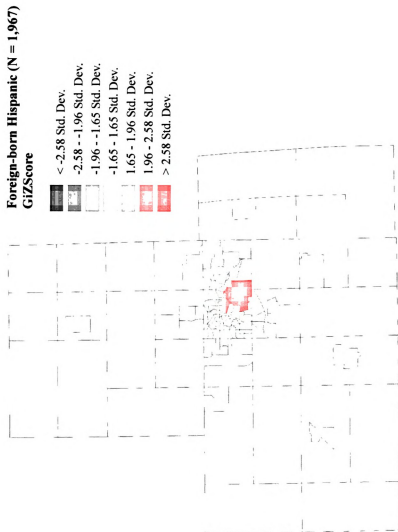 Foreign-born Hispanic (N = 1,967)
GiZScore
< -2.58 Std. Dev.
-2.58 - -1.96 Std. Dev.
-1.96 - -1.65 Std. Dev.
-1.65 - 1.65 Std. Dev.
1.65 - 1.96 Std. Dev.
1.96 - 2.58 Std. Dev.
> 2.58 Std. Dev.